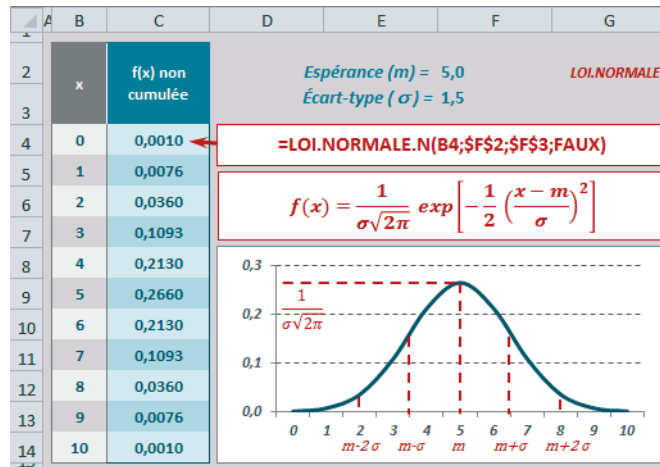 A B C D E F G
1
2 x f(x) non cumulée Espérance (m) = 5,0 LOI.NORMALE
3 Écart-type ( σ) = 1,5
4 0 0,0010 =LOI.NORMALE.N(B4;$F$2;$F$3;FAUX)
5 1 0,0076
6 2 0,0360 f(x) = 1/(σ√2π) exp[−1/2 ((x − m)/σ)²]
7 3 0,1093
8 4 0,2130 0,3
9 5 0,2660 1/(σ√2π)
10 6 0,2130 0,2
11 7 0,1093 0,1
12 8 0,0360
13 9 0,0076 0,0
0 1 2 3 4 5 6 7 8 9 10
14 10 0,0010 m-2σ m-σ m m+σ m+2σ
15